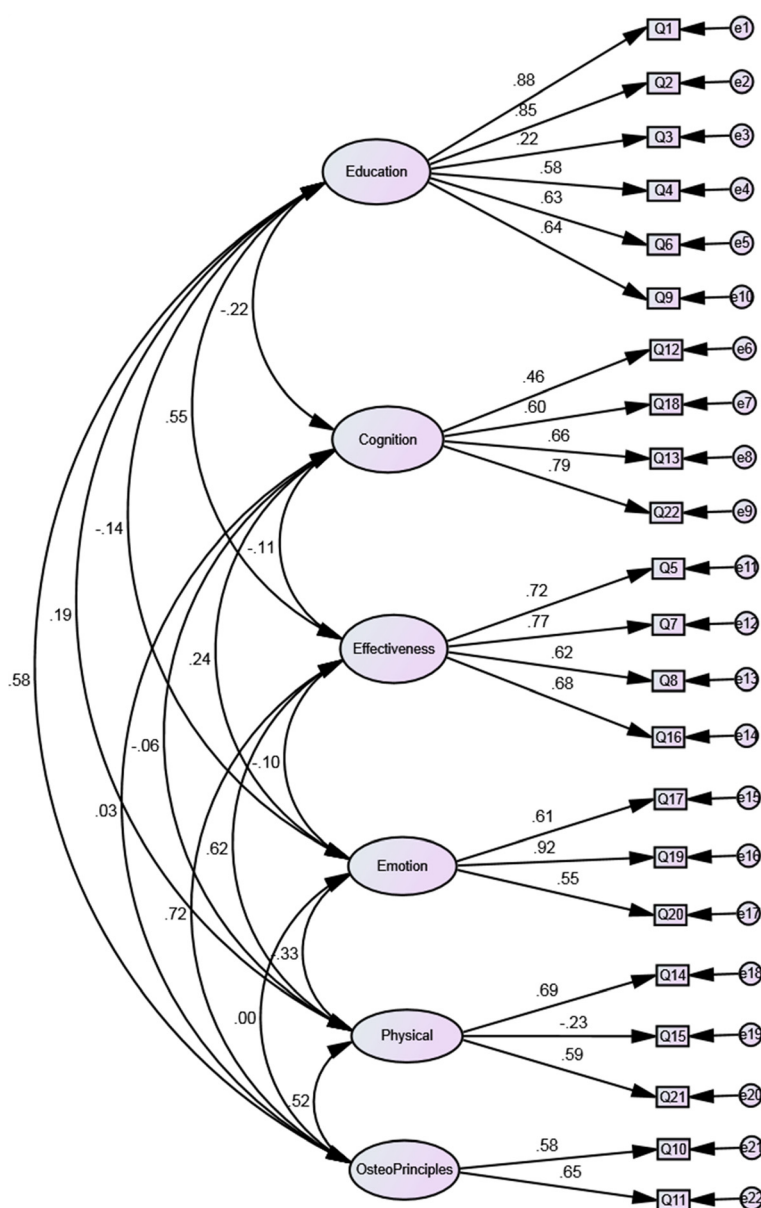 Q1 e1
.88
Q2 e2
.85
.22 Q3 e3
Education .58 Q4 e4
.63
Q6 e5
.64
Q9 e10
-.22
Q12 e6
.46
.60 Q18 e7
.55 Cognition .66 Q13 e8
.79
Q22 e9
-.14 -.11
Q5 e11
.72
.19 .77 Q7 e12
Effectiveness .62 Q8 e13
.24 .68
.58 Q16 e14
-.06 -.10
Q17 e15
.03 .61
.62 .92 Q19 e16
Emotion .55
.72 Q20 e17
-.33
Q14 e18
.69
.00 -.23 Q15 e19
Physical .59
Q21 e20
.52
.58 Q10 e21
OsteoPrinciples .65
Q11 e22